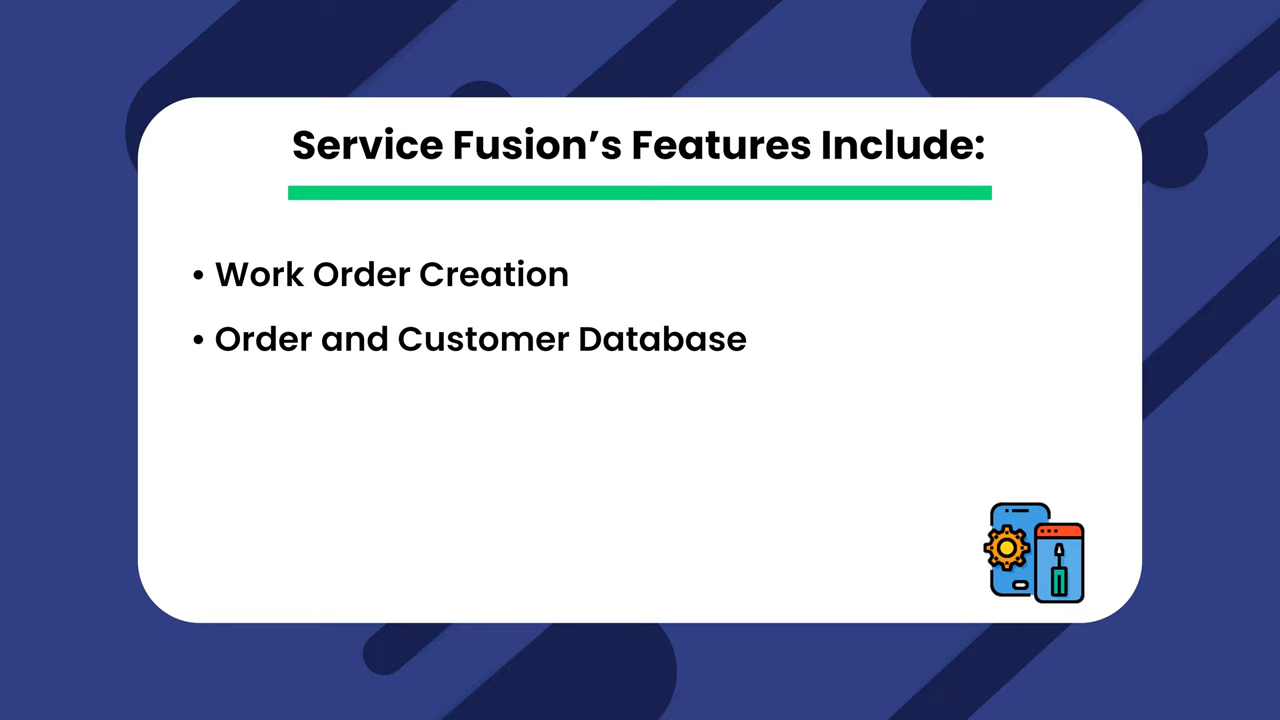 Service Fusion’s Features Include:
• Work Order Creation
• Order and Customer Database